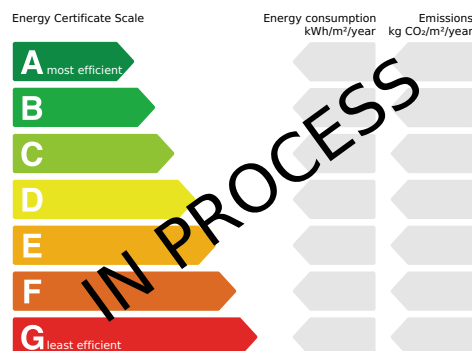 Energy Certificate Scale
Energy consumption
kWh/m²/year
Emissions
kg CO₂/m²/year
A most efficient
B
C
D
E
F
G least efficient
IN PROCESS